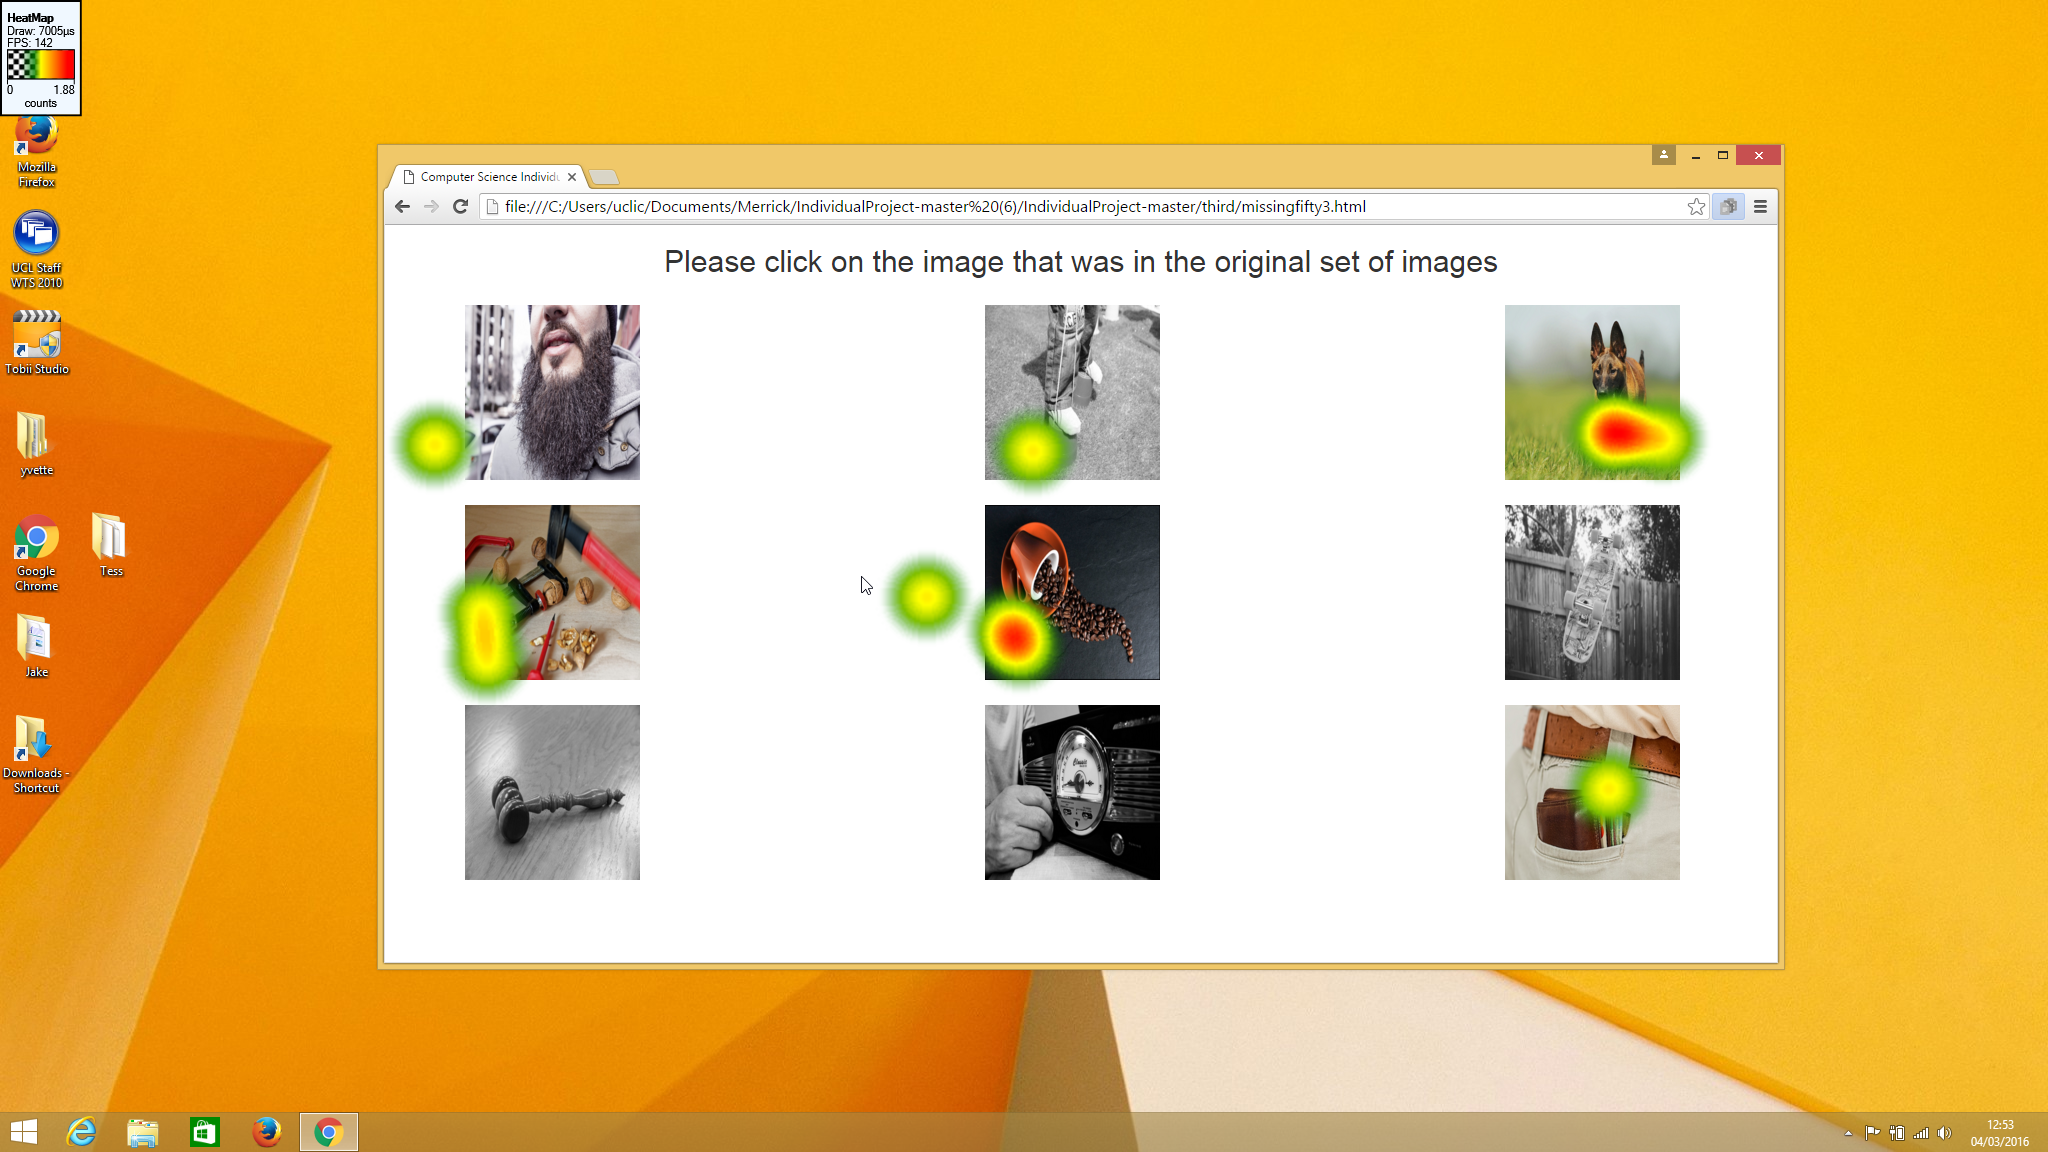 HeatMap
Draw: 7005µs
FPS: 142
0 1.88
counts
Mozilla
Firefox
UCL Staff
WTS 2010
Tobii Studio
yvette
Google
Chrome
Tess
Jake
Downloads -
Shortcut
Computer Science Individu
file:///C:/Users/uclic/Documents/Merrick/IndividualProject-master%20(6)/IndividualProject-master/third/missingfifty3.html
Please click on the image that was in the original set of images
Classic
12:53
04/03/2016